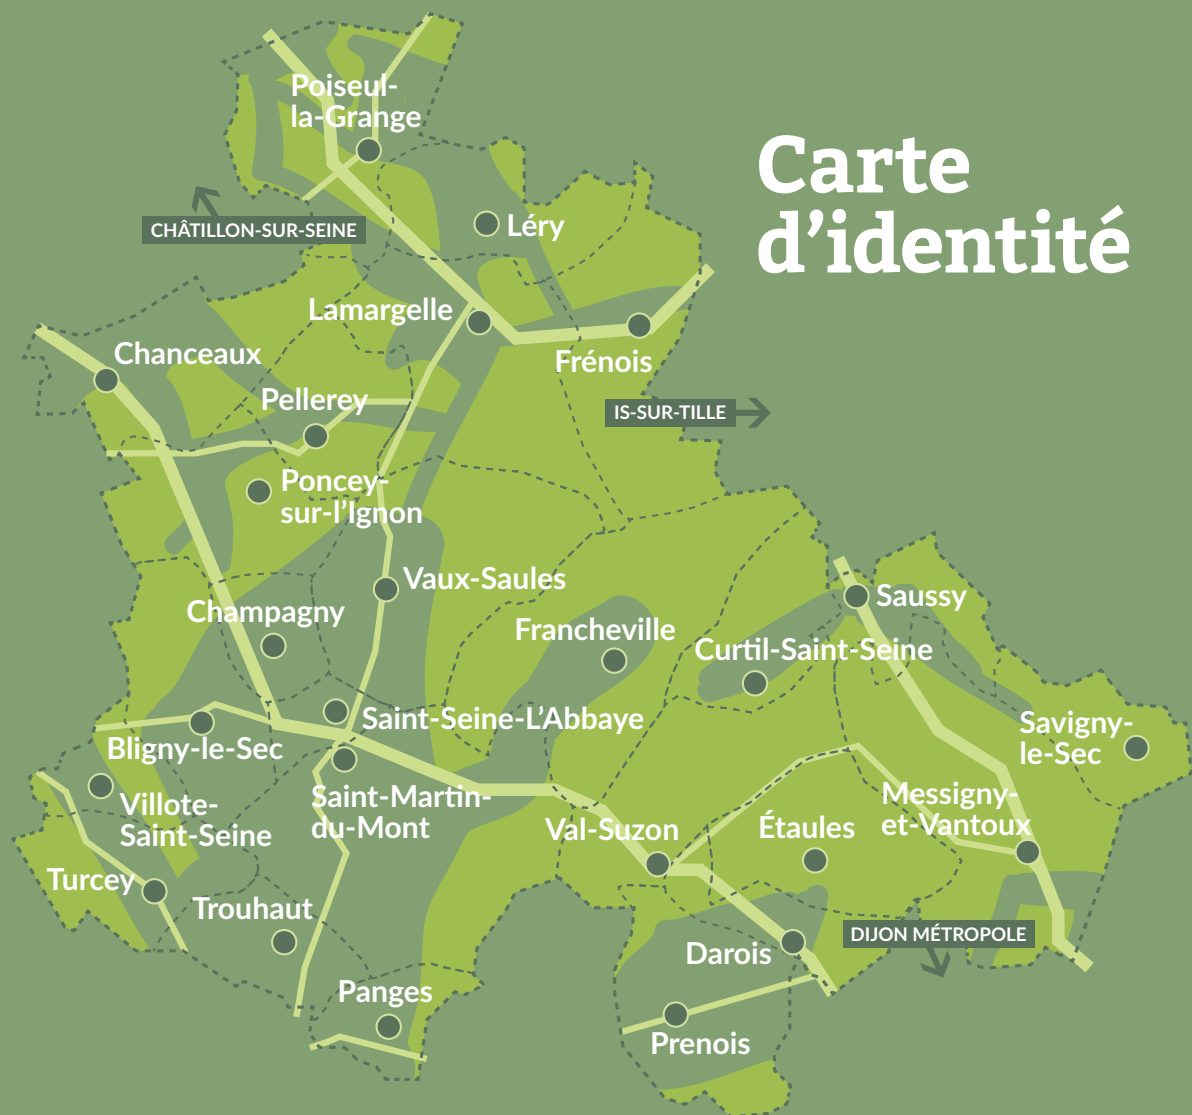 Carte
d'identité
Poiseul-
la-Grange
CHÂTILLON-SUR-SEINE
Léry
Lamargelle
Chanceaux
Frénois
Pellerey
IS-SUR-TILLE
Poncey-
sur-l'Ignon
Vaux-Saules
Saussy
Champagny
Francheville
Curtil-Saint-Seine
Saint-Seine-L'Abbaye
Savigny-
le-Sec
Bligny-le-Sec
Saint-Martin-
du-Mont
Messigny-
et-Vantoux
Villote-
Saint-Seine
Val-Suzon
Étaules
Turcey
Trouhaut
DIJON MÉTROPOLE
Darois
Panges
Prenois